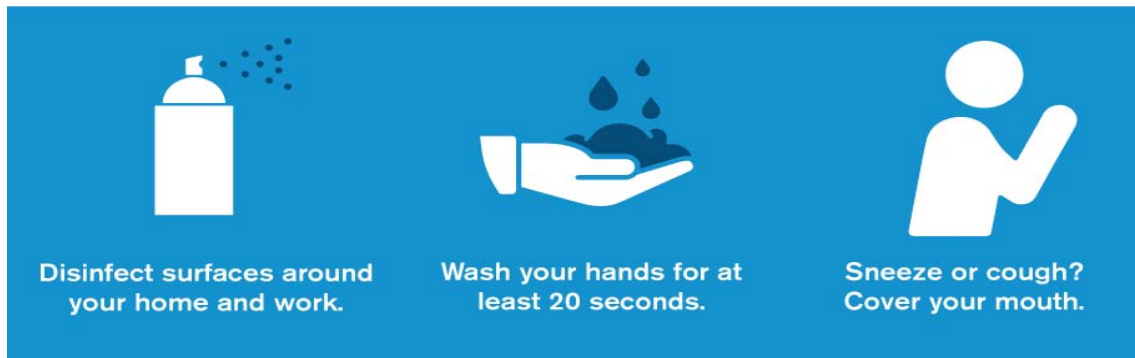 Disinfect surfaces around
your home and work.
Wash your hands for at
least 20 seconds.
Sneeze or cough?
Cover your mouth.